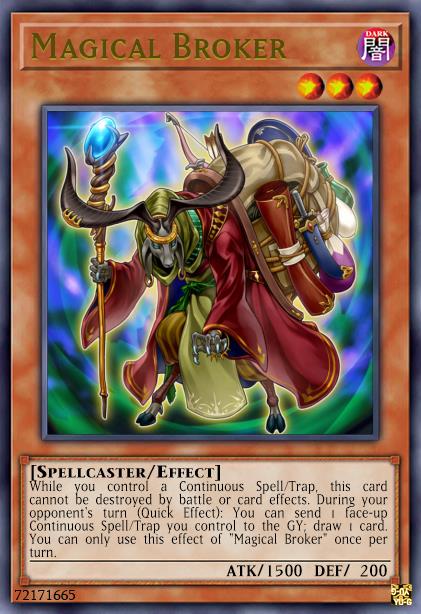 MAGICAL BROKER
DARK
闇
[SPELLCASTER/EFFECT]
While you control a Continuous Spell/Trap, this card
cannot be destroyed by battle or card effects. During your
opponent's turn (Quick Effect): You can send 1 face-up
Continuous Spell/Trap you control to the GY; draw 1 card.
You can only use this effect of "Magical Broker" once per
turn.
ATK/1500 DEF/ 200
72171665